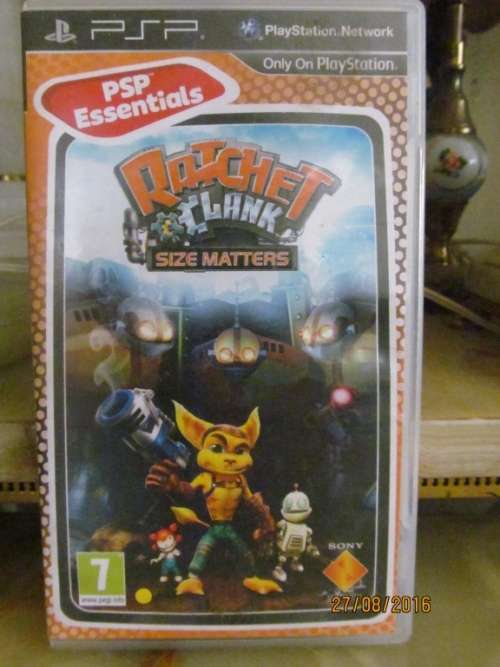 PSP
PlayStation Network
Only On PlayStation
PSP™
Essentials
RATCHET
& CLANK
SIZE MATTERS
7
www.pegi.info
SONY
27/08/2016